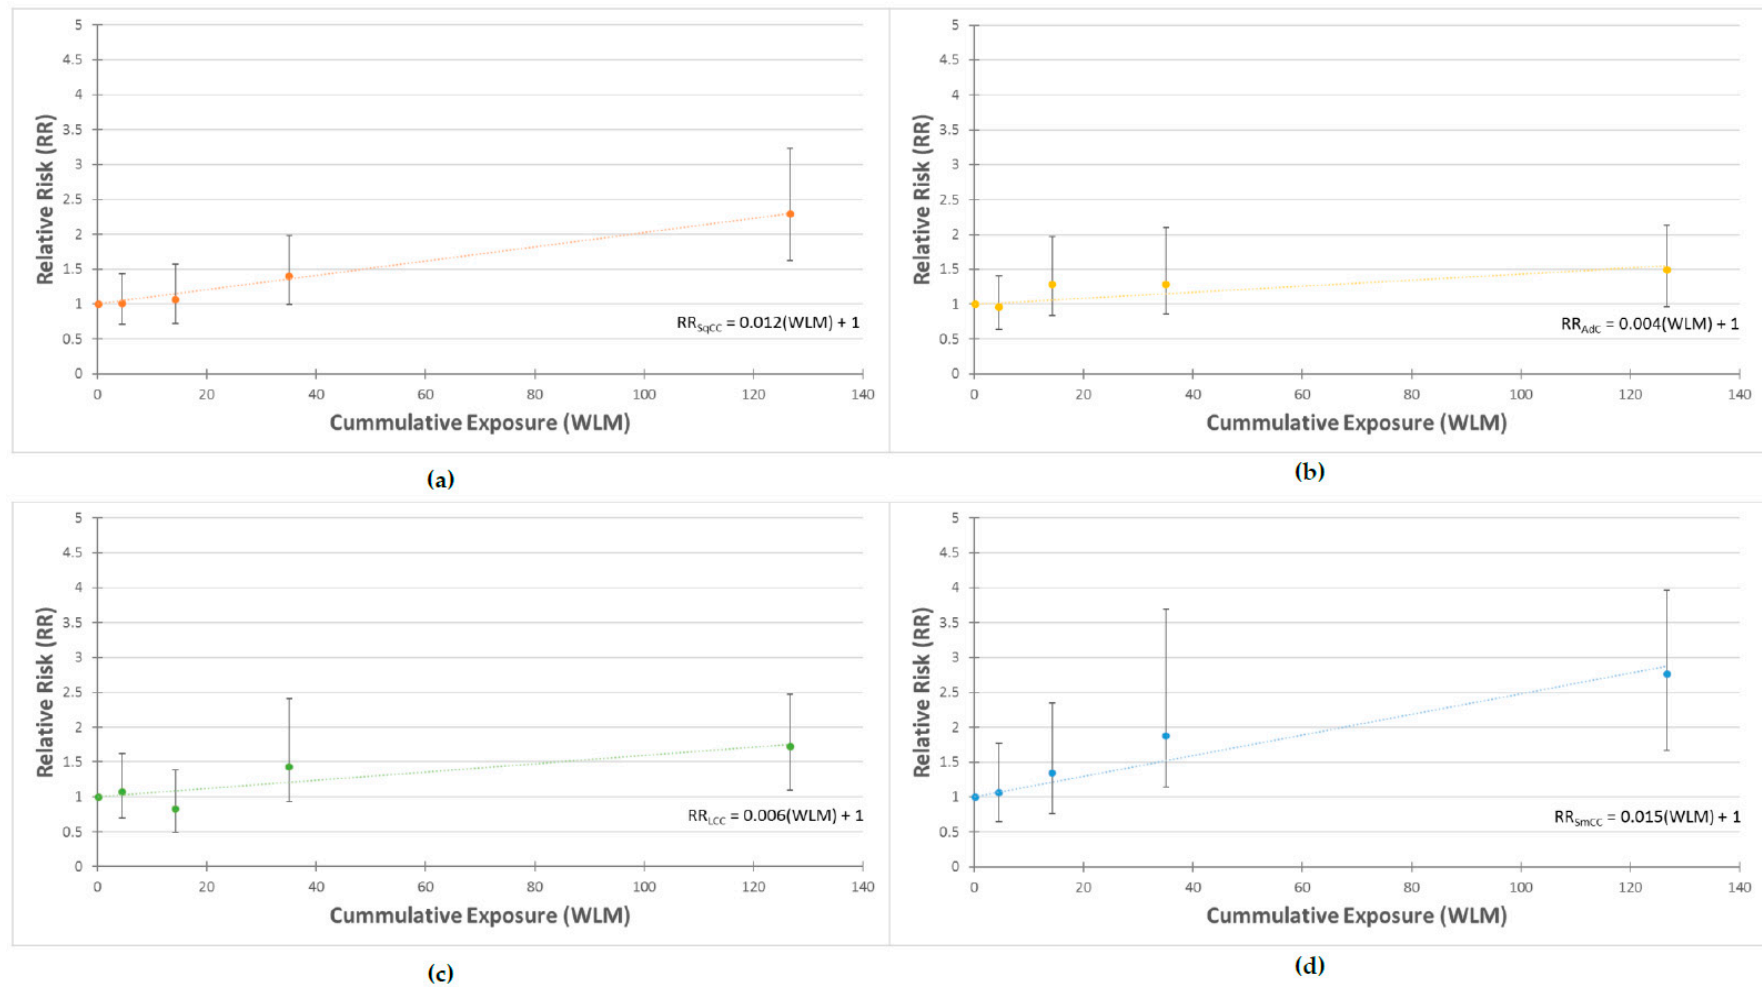 5
4.5
4
3.5
3
2.5
2
1.5
1
0.5
0
Relative Risk (RR)
RR_SqCC = 0.012(WLM) + 1
0 20 40 60 80 100 120 140
Cummulative Exposure (WLM)
(a)
5
4.5
4
3.5
3
2.5
2
1.5
1
0.5
0
Relative Risk (RR)
RR_AdC = 0.004(WLM) + 1
0 20 40 60 80 100 120 140
Cummulative Exposure (WLM)
(b)
5
4.5
4
3.5
3
2.5
2
1.5
1
0.5
0
Relative Risk (RR)
RR_LCC = 0.006(WLM) + 1
0 20 40 60 80 100 120 140
Cummulative Exposure (WLM)
(c)
5
4.5
4
3.5
3
2.5
2
1.5
1
0.5
0
Relative Risk (RR)
RR_SmCC = 0.015(WLM) + 1
0 20 40 60 80 100 120 140
Cummulative Exposure (WLM)
(d)